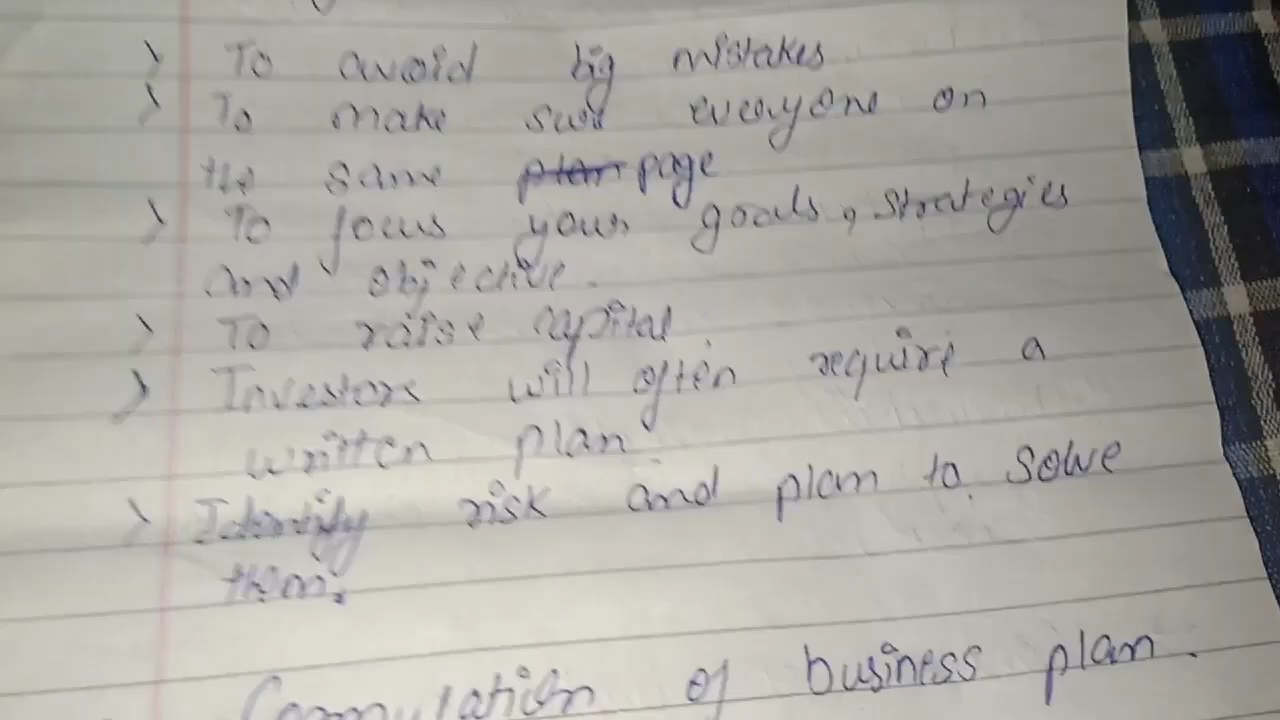 > To avoid big mistakes
> To make sure everyone on
the same plan page
> To focus your goals, strategies
and objective.
> To raise capital.
> Investors will often require a
written plan
> Identify risk and plan to solve
them.
of business plan.